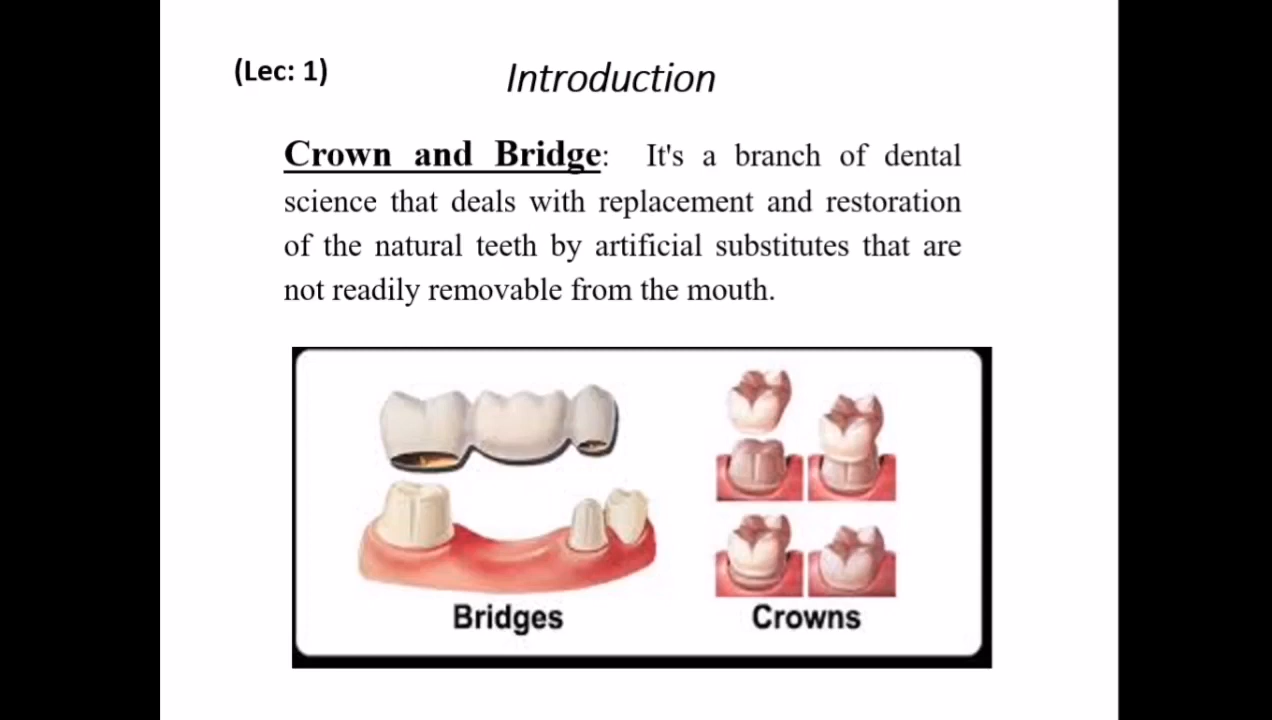 (Lec: 1)
Introduction
Crown and Bridge: It's a branch of dental
science that deals with replacement and restoration
of the natural teeth by artificial substitutes that are
not readily removable from the mouth.
Bridges
Crowns